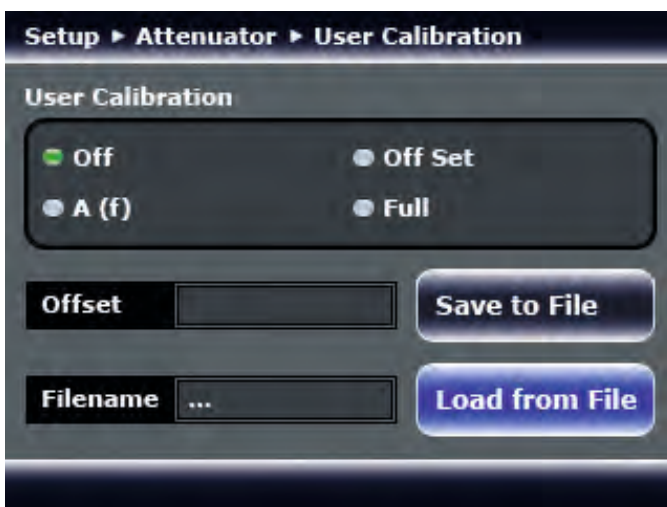 Setup ► Attenuator ► User Calibration
User Calibration
Off
Off Set
A (f)
Full
Offset
Save to File
Filename ...
Load from File